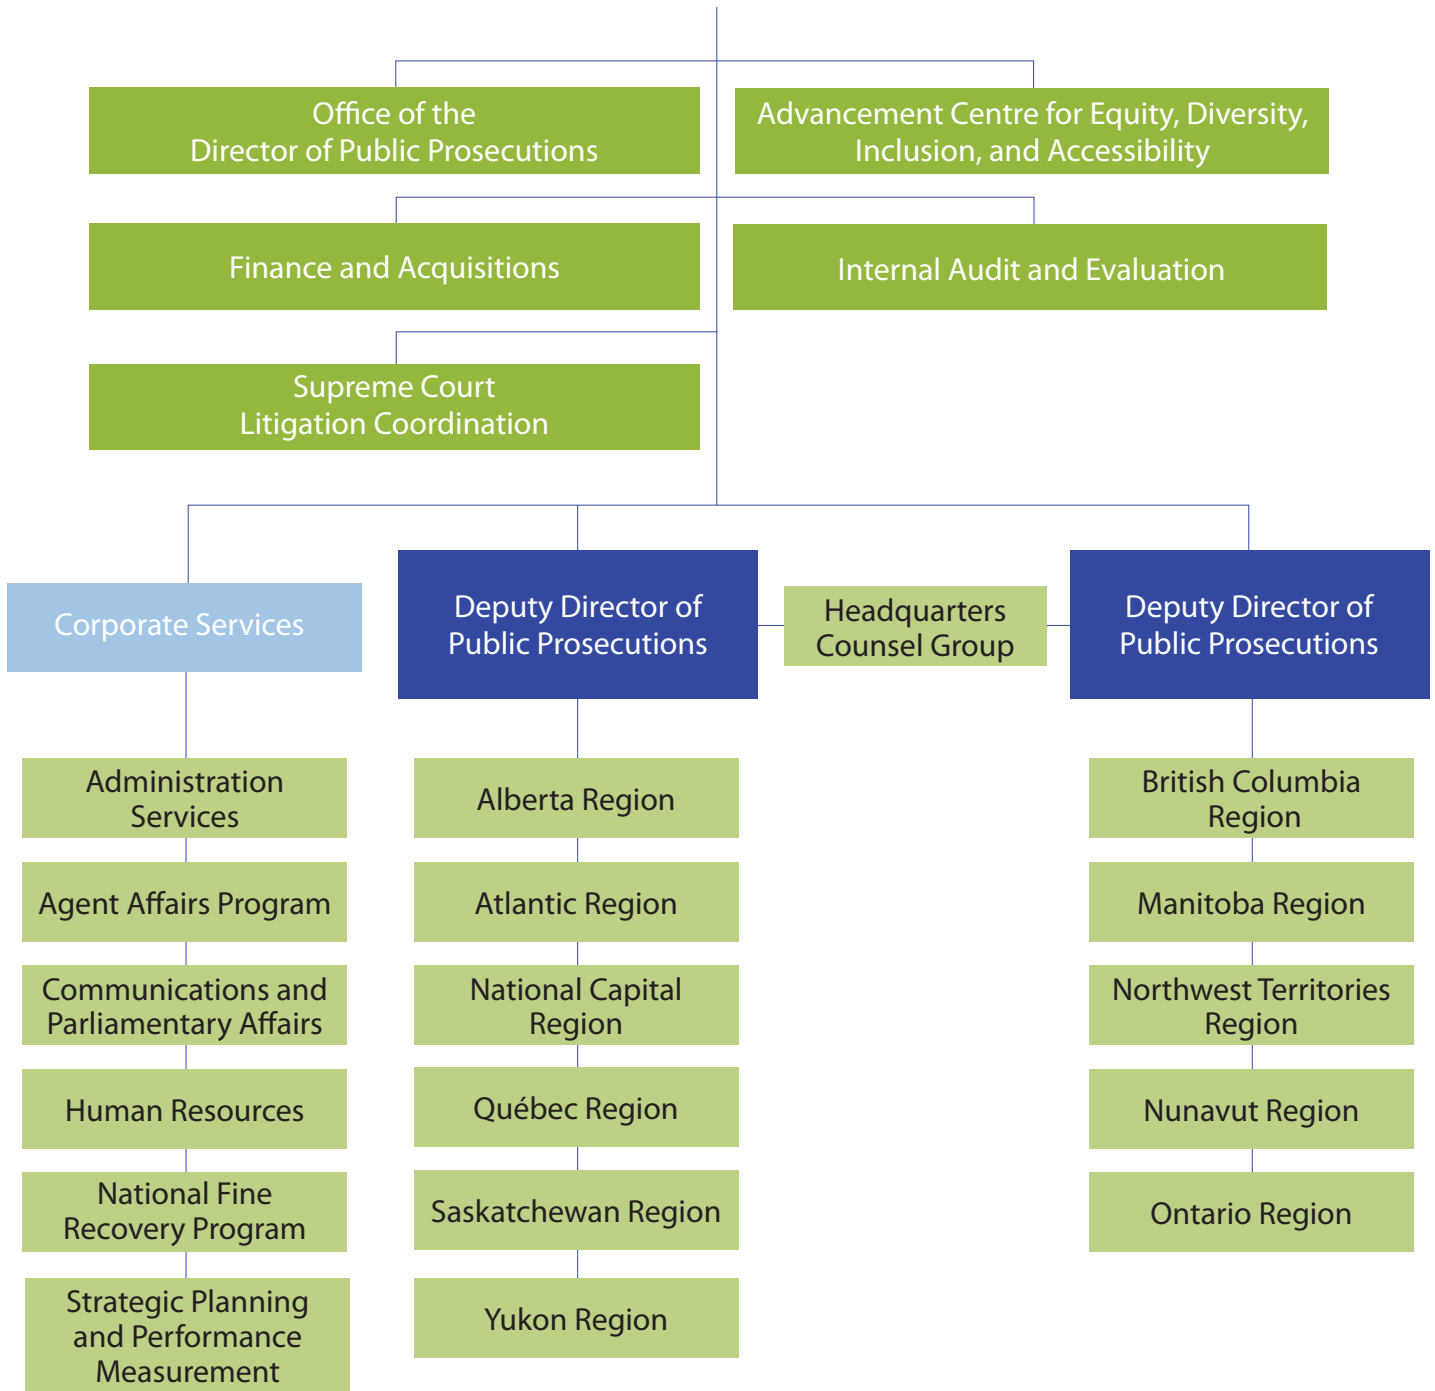 Office of the
Director of Public Prosecutions
Advancement Centre for Equity, Diversity,
Inclusion, and Accessibility
Finance and Acquisitions
Internal Audit and Evaluation
Supreme Court
Litigation Coordination
Corporate Services
Deputy Director of
Public Prosecutions
Headquarters
Counsel Group
Deputy Director of
Public Prosecutions
Administration
Services
Agent Affairs Program
Communications and
Parliamentary Affairs
Human Resources
National Fine
Recovery Program
Strategic Planning
and Performance
Measurement
Alberta Region
Atlantic Region
National Capital
Region
Québec Region
Saskatchewan Region
Yukon Region
British Columbia
Region
Manitoba Region
Northwest Territories
Region
Nunavut Region
Ontario Region